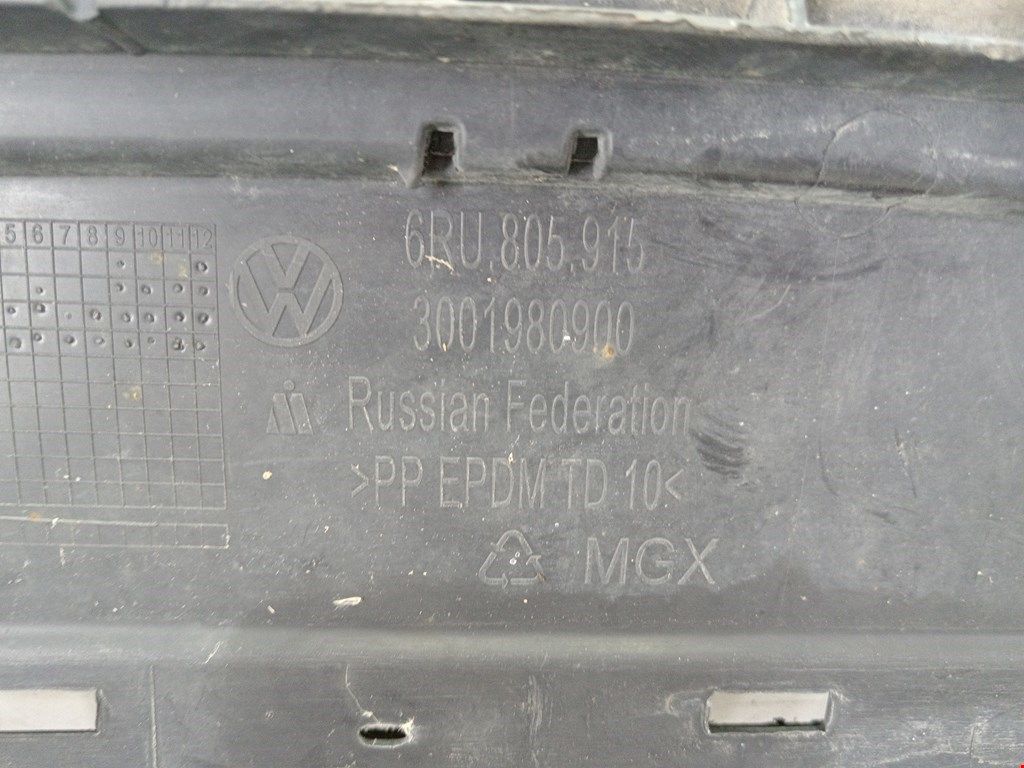 5 6 7 8 9 10 11 12
6RU.805.915
3001980900
Russian Federation
>PP EPDM TD 10<
MGX